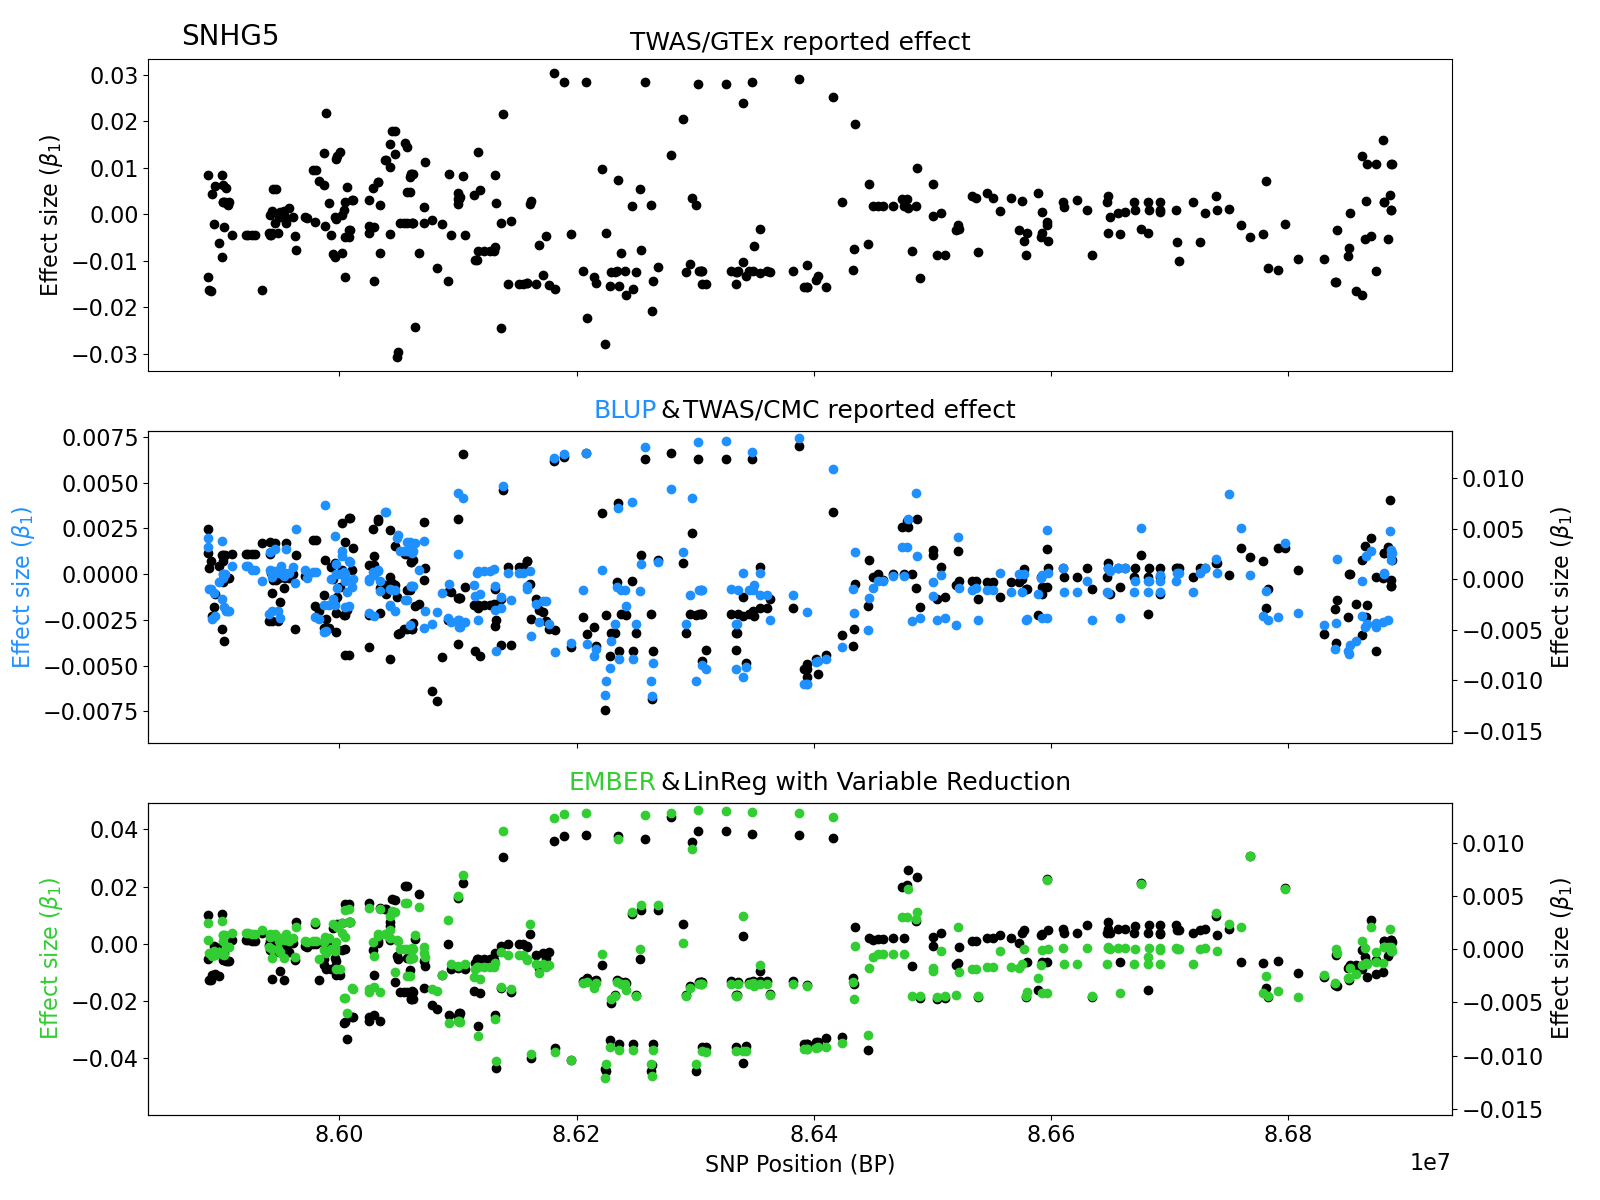 SNHG5
TWAS/GTEx reported effect
0.03
0.02
0.01
0.00
−0.01
−0.02
−0.03
Effect size (β1)
BLUP & TWAS/CMC reported effect
0.0075
0.0050
0.0025
0.0000
−0.0025
−0.0050
−0.0075
Effect size (β1)
0.010
0.005
0.000
−0.005
−0.010
−0.015
Effect size (β1)
EMBER & LinReg with Variable Reduction
0.04
0.02
0.00
−0.02
−0.04
Effect size (β1)
0.010
0.005
0.000
−0.005
−0.010
−0.015
Effect size (β1)
8.60 8.62 8.64 8.66 8.68
SNP Position (BP)
1e7